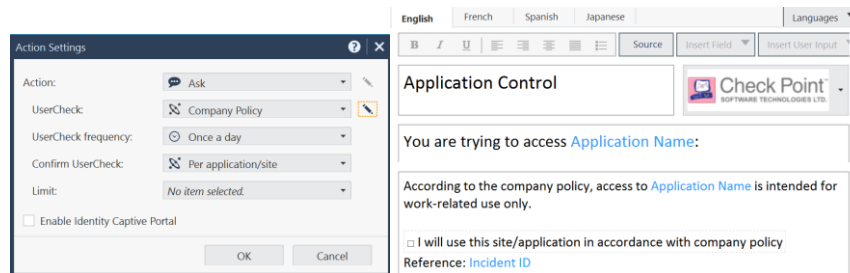 Action Settings
Action:
Ask
UserCheck:
Company Policy
UserCheck frequency:
Once a day
Confirm UserCheck:
Per application/site
Limit:
No item selected.
Enable Identity Captive Portal
OK
Cancel
English
French
Spanish
Japanese
Languages
B I U
Source
Insert Field
Insert User Input
Application Control
Check Point
SOFTWARE TECHNOLOGIES LTD.
You are trying to access Application Name:
According to the company policy, access to Application Name is intended for
work-related use only.
I will use this site/application in accordance with company policy
Reference: Incident ID